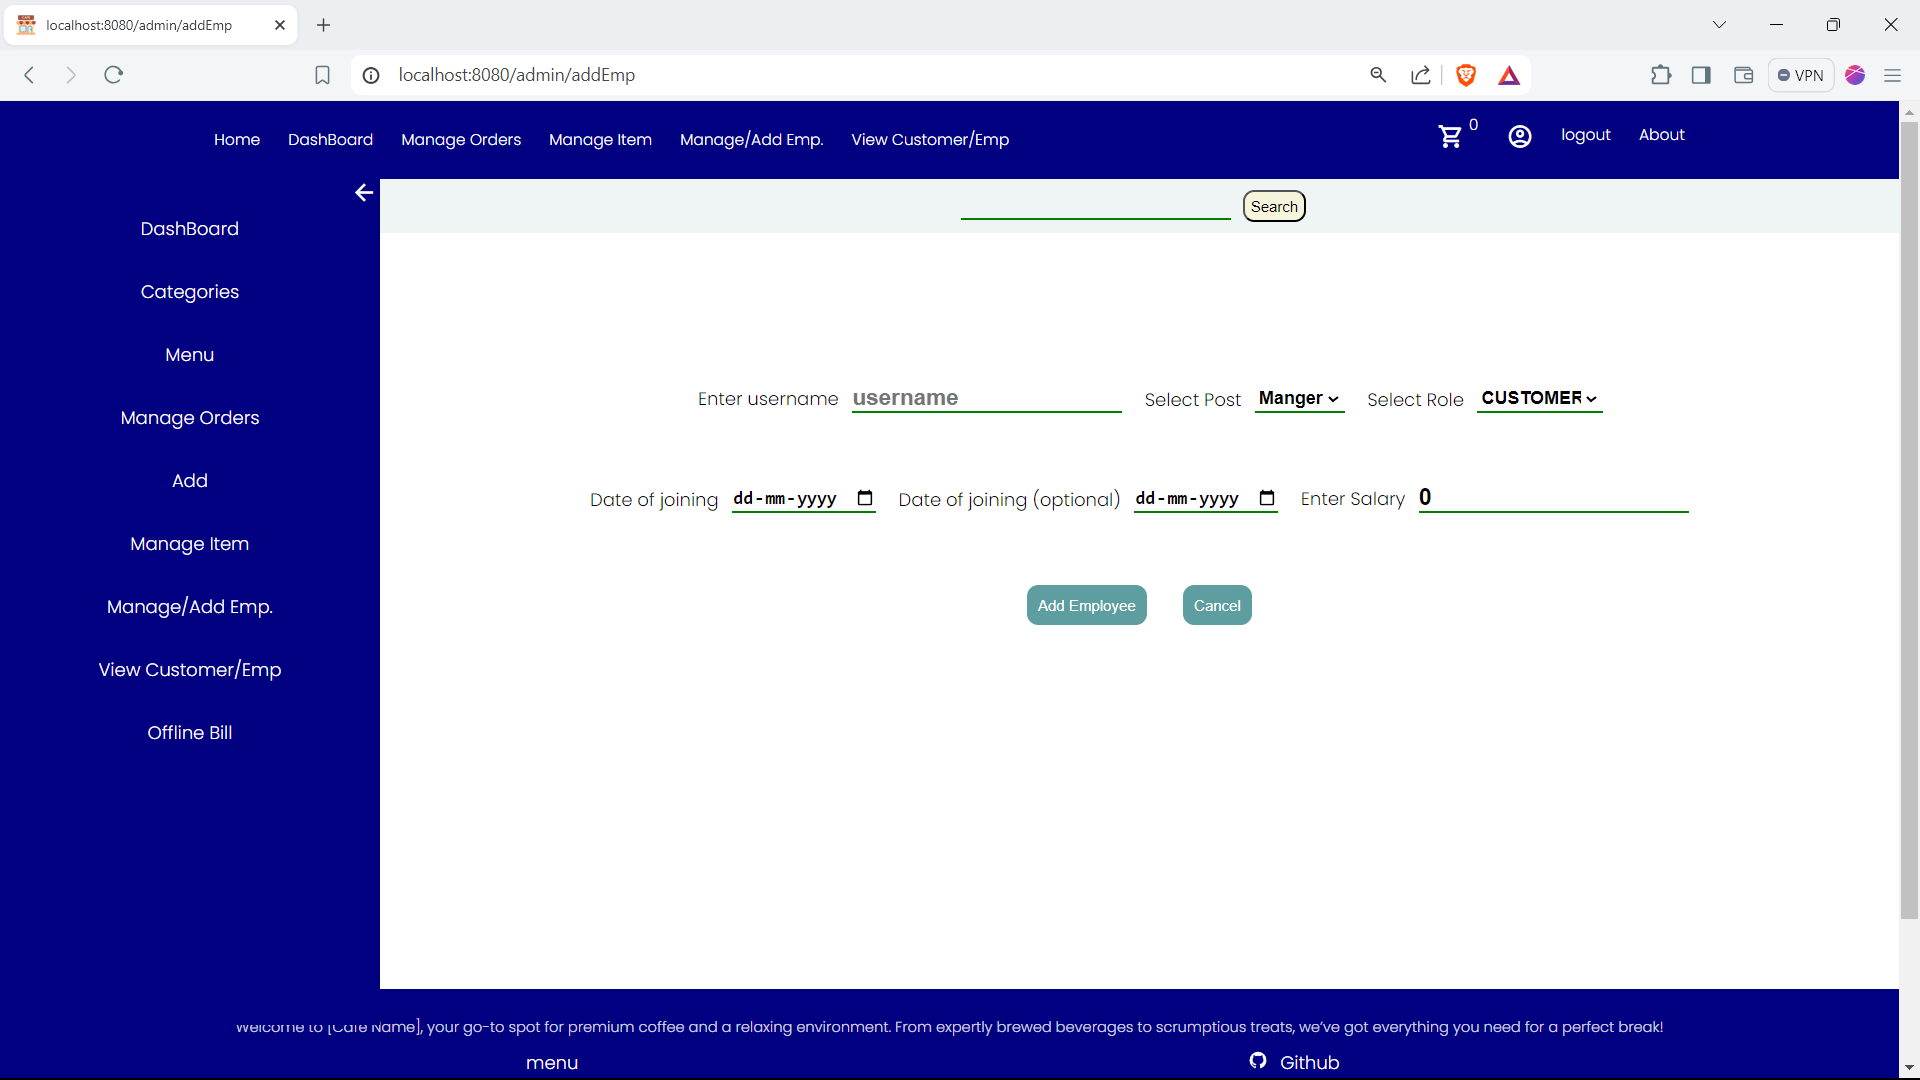 localhost:8080/admin/addEmp
localhost:8080/admin/addEmp
VPN
Home DashBoard Manage Orders Manage Item Manage/Add Emp. View Customer/Emp 0 logout About
Search
DashBoard
Categories
Menu
Manage Orders
Add
Manage Item
Manage/Add Emp.
View Customer/Emp
Offline Bill
Enter username username Select Post Manger Select Role CUSTOMER
Date of joining dd-mm-yyyy Date of joining (optional) dd-mm-yyyy Enter Salary 0
Add Employee Cancel
Welcome to [Cafe Name], your go-to spot for premium coffee and a relaxing environment. From expertly brewed beverages to scrumptious treats, we've got everything you need for a perfect break!
menu Github